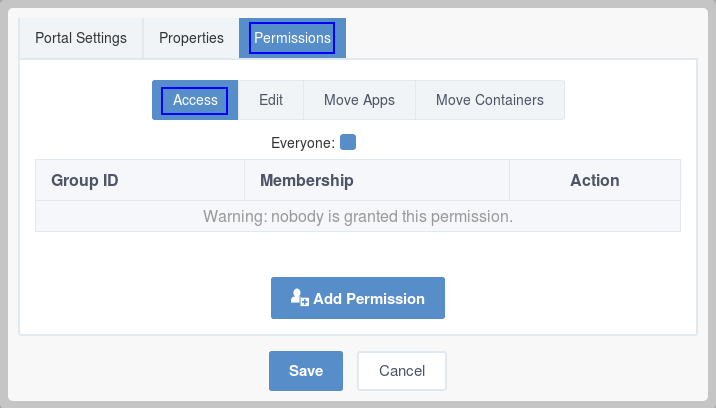 Portal Settings Properties Permissions
Access Edit Move Apps Move Containers
Everyone:
Group ID Membership Action
Warning: nobody is granted this permission.
Add Permission
Save Cancel